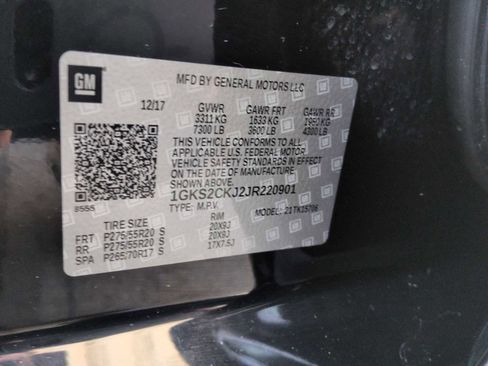 GM
MFD BY GENERAL MOTORS LLC
12/17 GVWR GAWR FRT GAWR RR
3311 KG 1633 KG 1950 KG
7300 LB 3600 LB 4300 LB
THIS VEHICLE CONFORMS TO ALL
APPLICABLE U.S. FEDERAL MOTOR
VEHICLE SAFETY STANDARDS IN EFFECT
ON THE DATE OF MANUFACTURE
SHOWN ABOVE.
1GKS2CKJ2JR220901
TYPE: M.P.V. MODEL: 21TK15706
8555
TIRE SIZE RIM
FRT P275/55R20 S 20X9J
RR P275/55R20 S 20X9J
SPA P265/70R17 S 17X7.5J